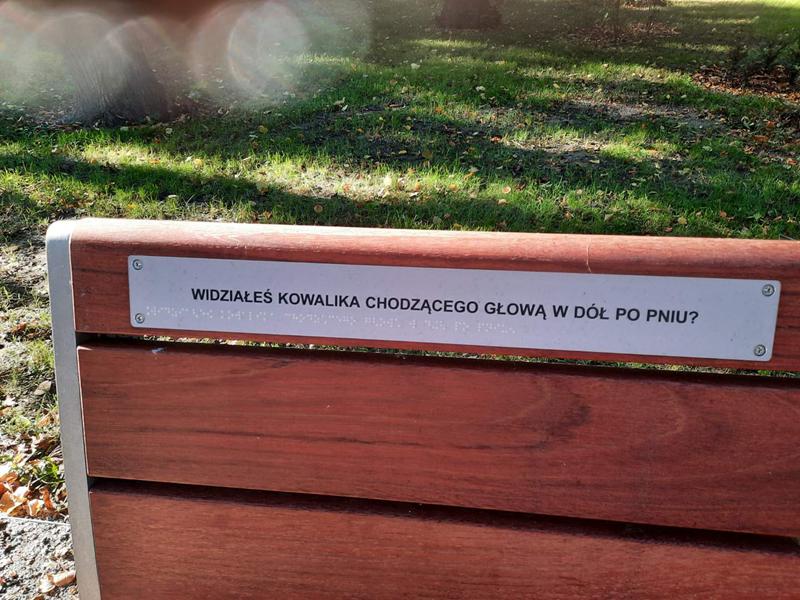 WIDZIAŁEŚ KOWALIKA CHODZĄCEGO GŁOWĄ W DÓŁ PO PNIU?